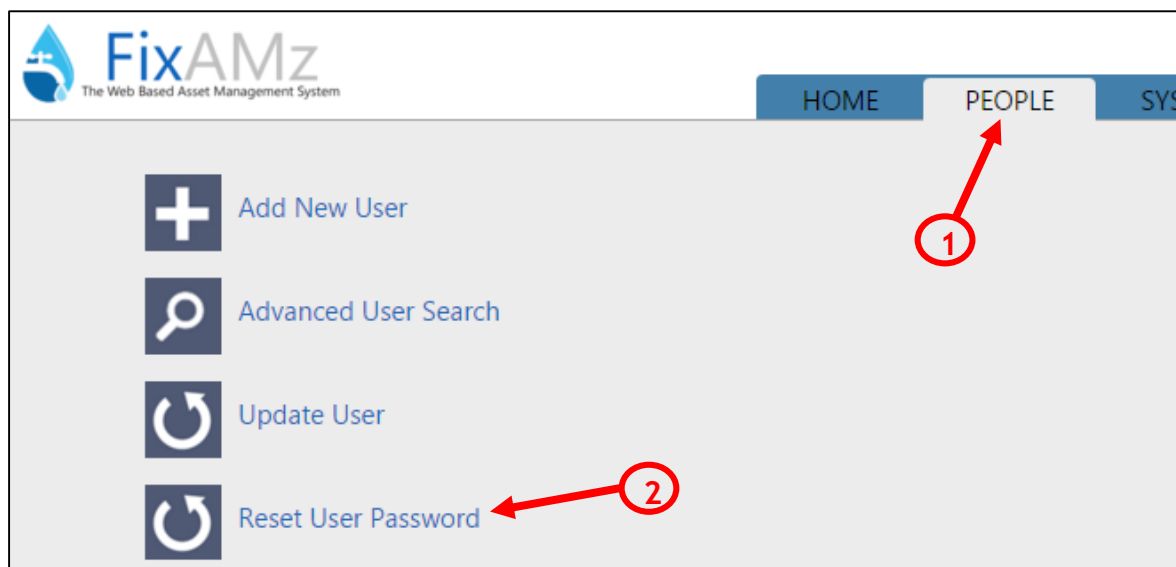 FixAMz
The Web Based Asset Management System
HOME PEOPLE SYS
1
Add New User
Advanced User Search
Update User
2
Reset User Password